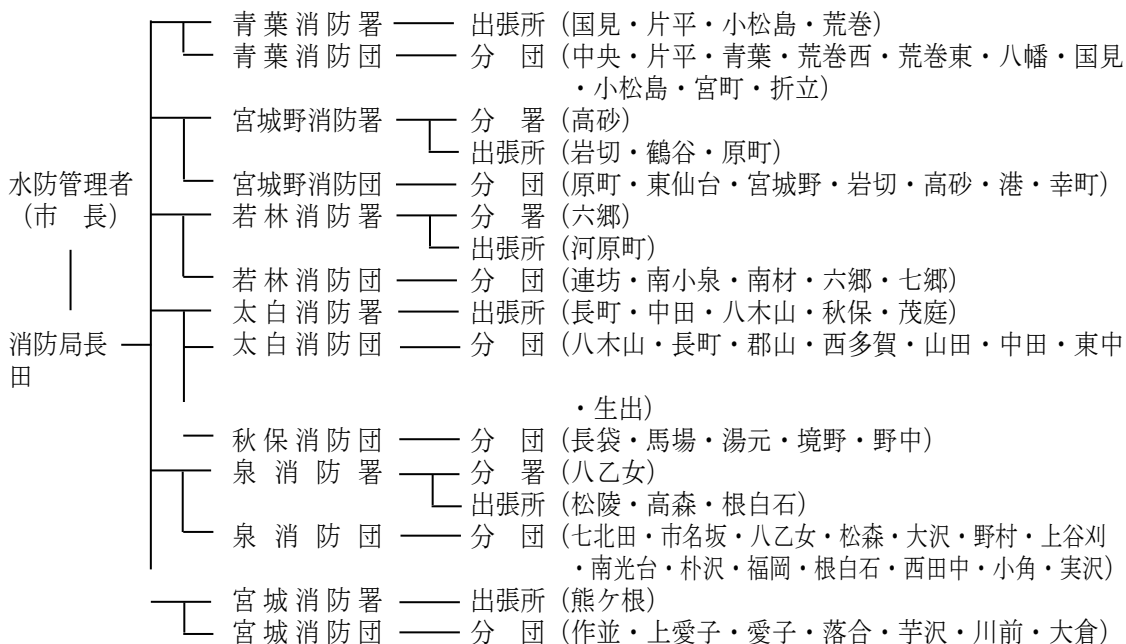 青葉消防署 出張所（国見・片平・小松島・荒巻）
青葉消防団 分 団（中央・片平・青葉・荒巻西・荒巻東・八幡・国見
・小松島・宮町・折立）
宮城野消防署 分 署（高砂）
出張所（岩切・鶴谷・原町）
水防管理者
宮城野消防団 分 団（原町・東仙台・宮城野・岩切・高砂・港・幸町）
（市 長）
若林消防署 分 署（六郷）
出張所（河原町）
若林消防団 分 団（連坊・南小泉・南材・六郷・七郷）
太白消防署 出張所（長町・中田・八木山・秋保・茂庭）
消防局長
太白消防団 分 団（八木山・長町・郡山・西多賀・山田・中田・東中
田
・生出）
秋保消防団 分 団（長袋・馬場・湯元・境野・野中）
泉消防署 分 署（八乙女）
出張所（松陵・高森・根白石）
泉消防団 分 団（七北田・市名坂・八乙女・松森・大沢・野村・上谷刈
・南光台・朴沢・福岡・根白石・西田中・小角・実沢）
宮城消防署 出張所（熊ケ根）
宮城消防団 分 団（作並・上愛子・愛子・落合・芋沢・川前・大倉）